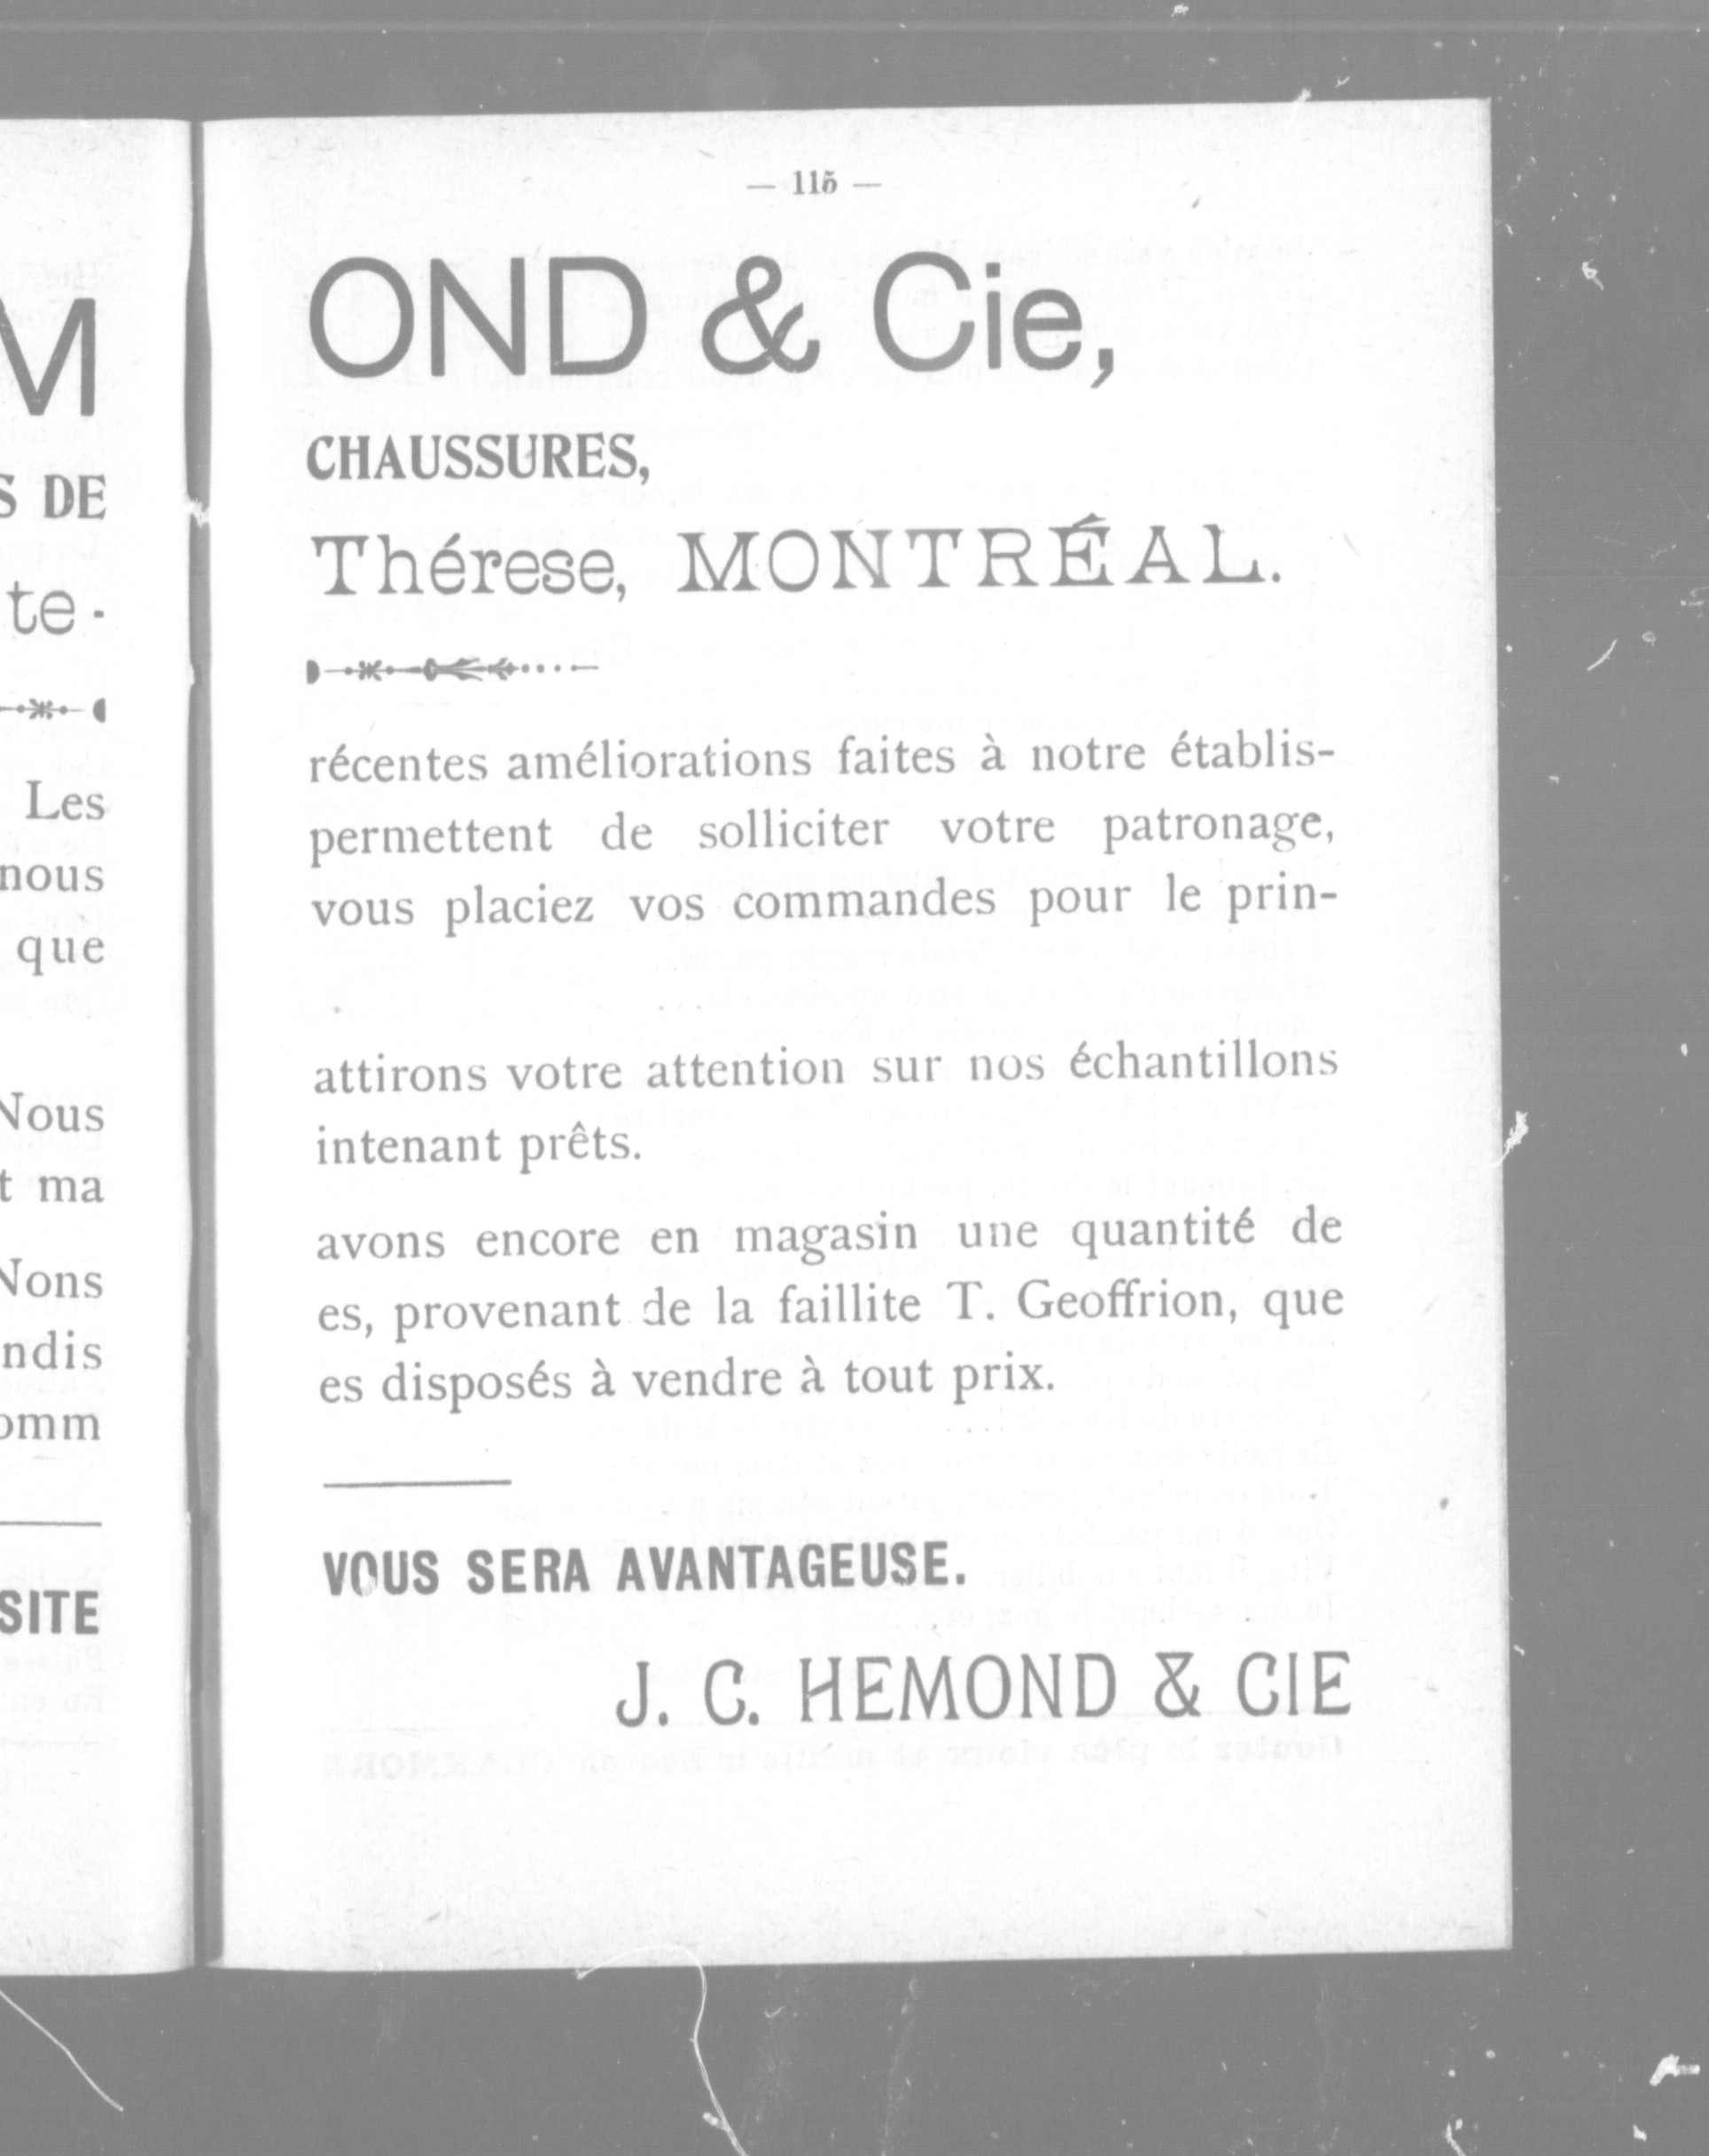 — 115 —
M
OND & Cie,
S DE
CHAUSSURES,
te-
Thérese, MONTRÉAL.
Les
récentes améliorations faites à notre établis-
nous
permettent de solliciter votre patronage,
que
vous placiez vos commandes pour le prin-
Nous
attirons votre attention sur nos échantillons
t ma
intenant prêts.
Nons
avons encore en magasin une quantité de
ndis
es, provenant de la faillite T. Geoffrion, que
omm
es disposés à vendre à tout prix.
SITE
VOUS SERA AVANTAGEUSE.
J. C. HEMOND & CIE